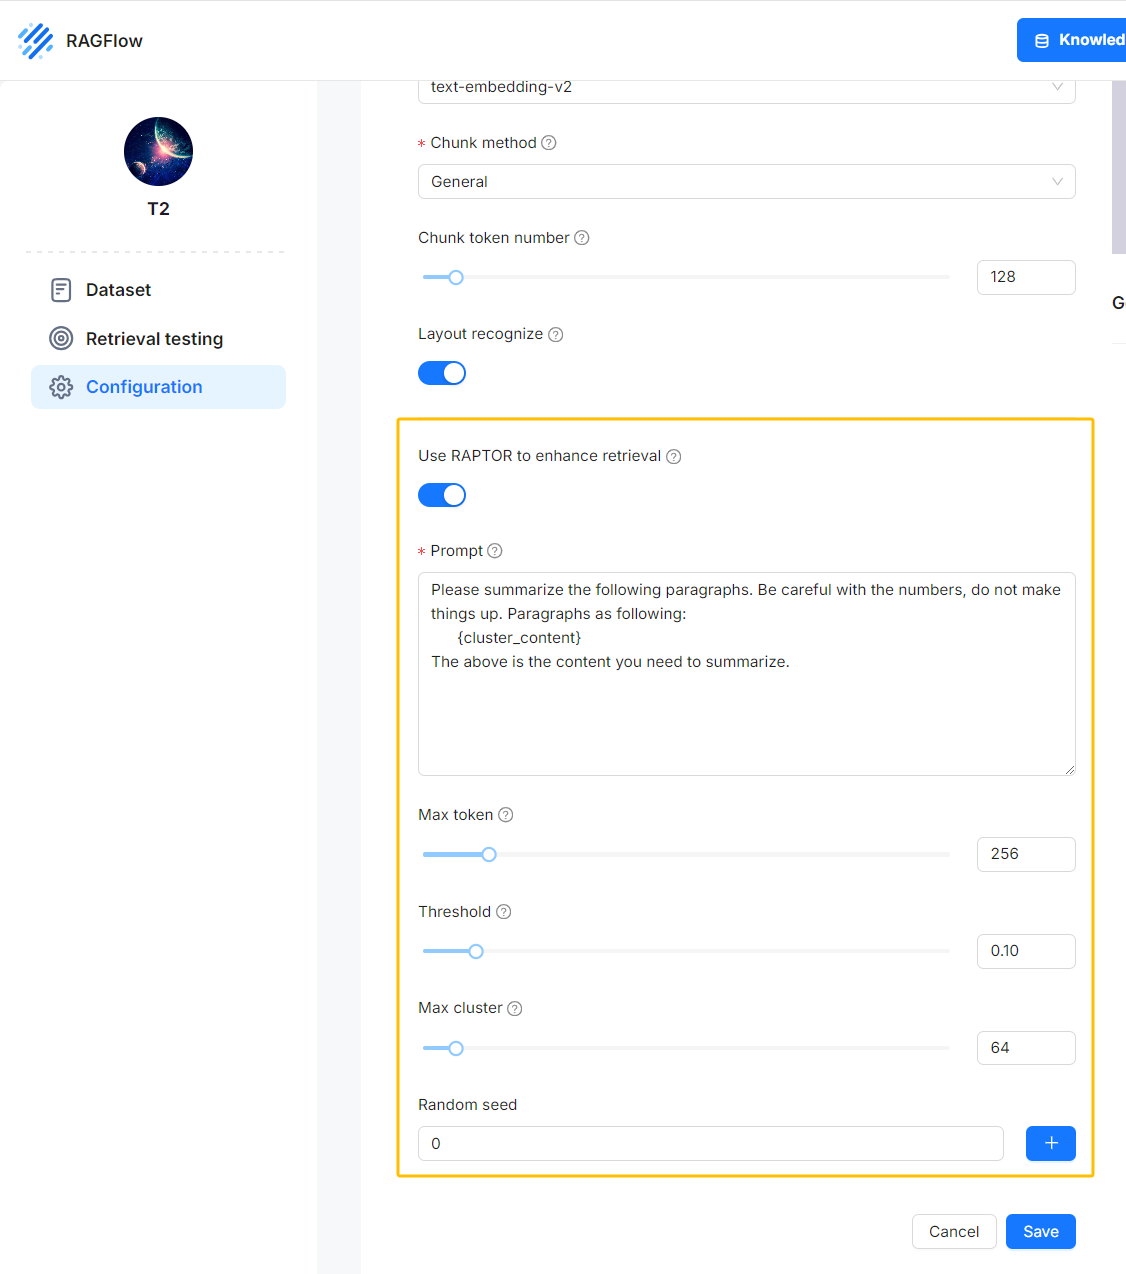 RAGFlow
Knowled
T2
Dataset
Retrieval testing
Configuration
text-embedding-v2
* Chunk method ?
General
Chunk token number ?
128
Layout recognize ?
Use RAPTOR to enhance retrieval ?
* Prompt ?
Please summarize the following paragraphs. Be careful with the numbers, do not make
things up. Paragraphs as following:
{cluster_content}
The above is the content you need to summarize.
Max token ?
256
Threshold ?
0.10
Max cluster ?
64
Random seed
0
+
Cancel
Save